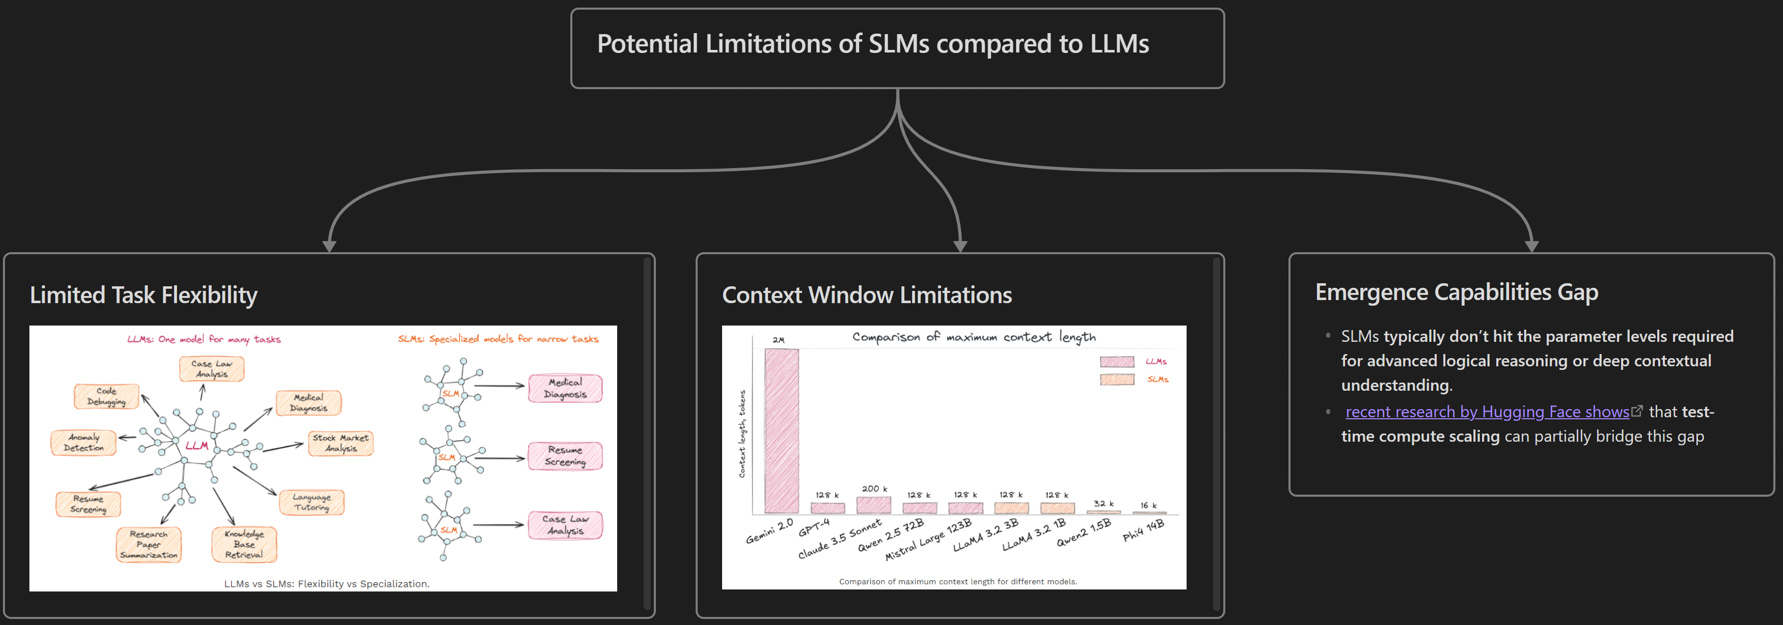 Potential Limitations of SLMs compared to LLMs
Limited Task Flexibility
LLMs: One model for many tasks
Case Law
Analysis
Code
Debugging
Medical
Diagnosis
Anomaly
Detection
LLM
Stock Market
Analysis
Resume
Screening
Language
Tutoring
Research
Paper
Summarization
Knowledge
Base
Retrieval
SLMs: Specialized models for narrow tasks
SLM
Medical
Diagnosis
SLM
Resume
Screening
SLM
Case Law
Analysis
LLMs vs SLMs: Flexibility vs Specialization.
Context Window Limitations
Comparison of maximum context length
LLMs
SLMs
Context length, tokens
2M
128 k
200 k
128 k
128 k
128 k
128 k
32 k
16 k
Gemini 2.0
GPT-4
Claude 3.5 Sonnet
Qwen 2.5 72B
Mistral Large 123B
LLaMA 3.2 3B
LLaMA 3.2 1B
Qwen2 1.5B
Phi4 14B
Comparison of maximum context length for different models.
Emergence Capabilities Gap
• SLMs typically don’t hit the parameter levels required
for advanced logical reasoning or deep contextual
understanding.
• recent research by Hugging Face shows that test-
time compute scaling can partially bridge this gap